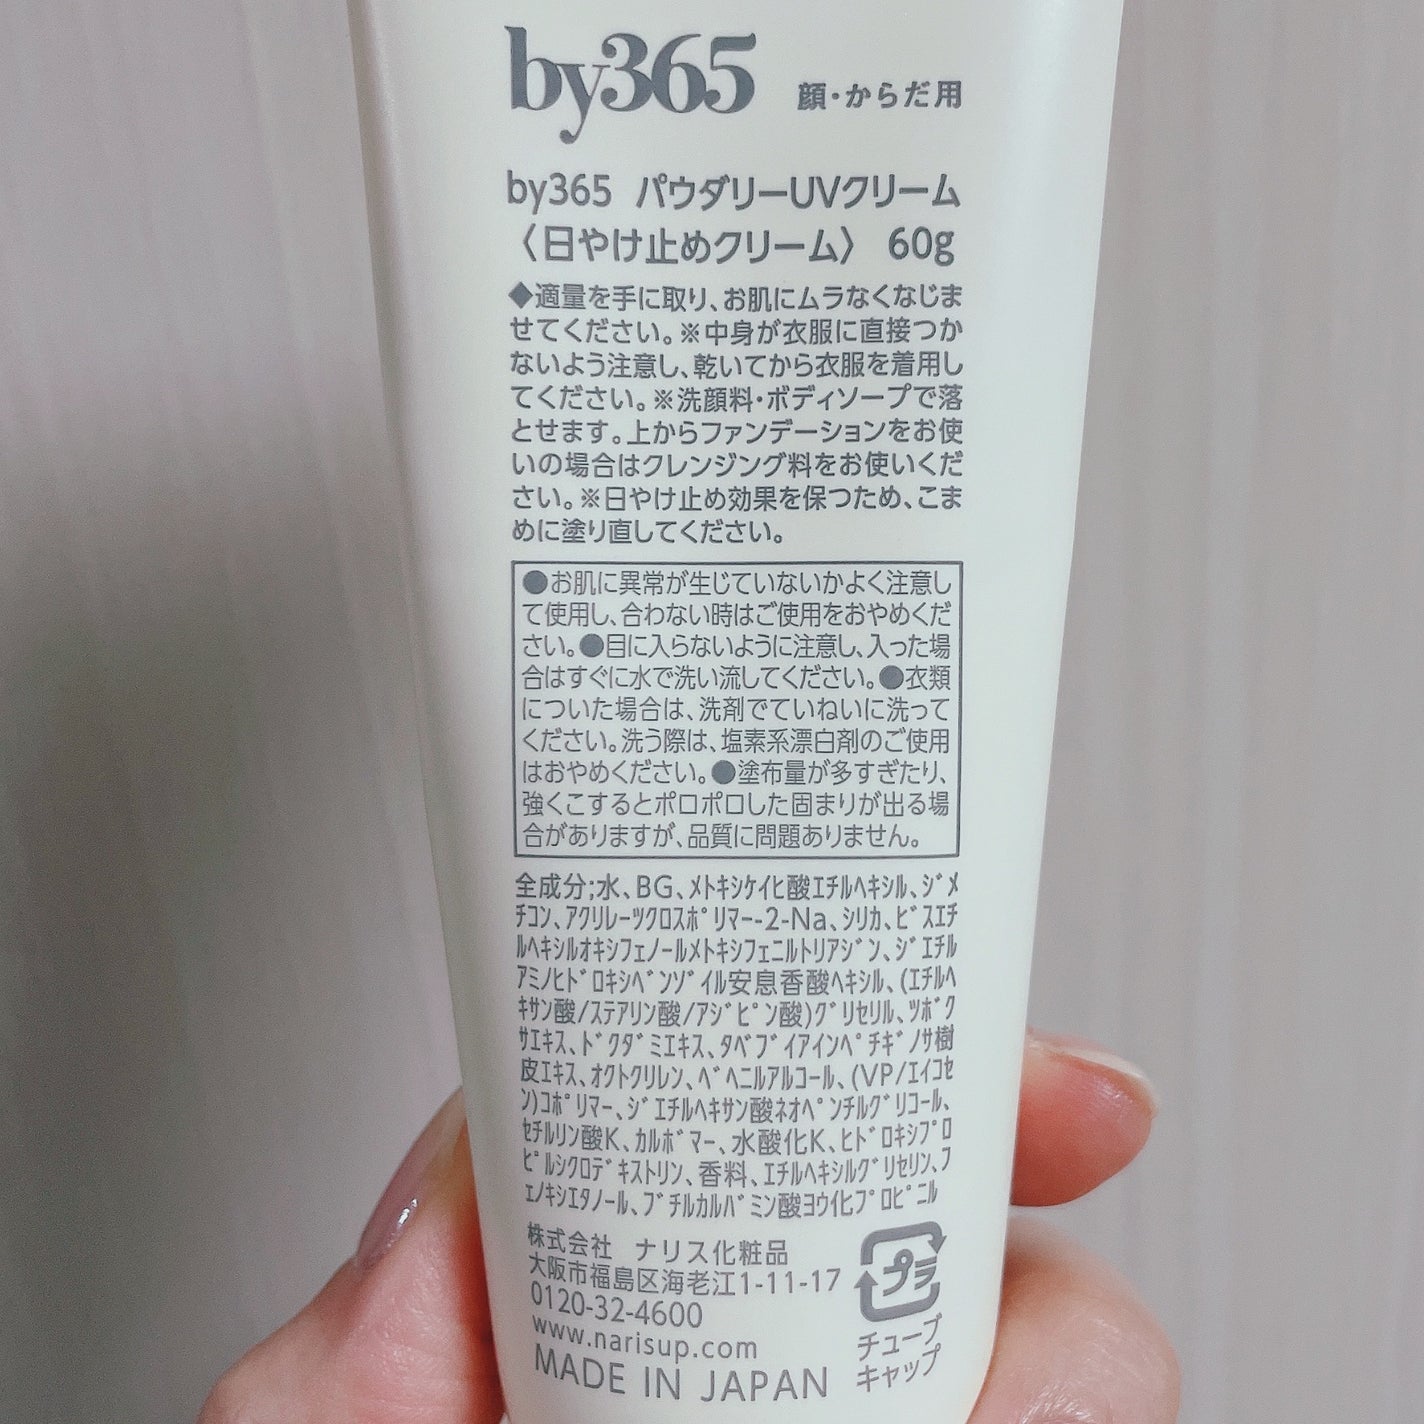 by365 顔・からだ用
by365 パウダリーUVクリーム
〈日やけ止めクリーム〉 60g
◆適量を手に取り、お肌にムラなくなじま
せてください。※中身が衣服に直接つか
ないよう注意し、乾いてから衣服を着用し
てください。※洗顔料・ボディソープで落
とせます。上からファンデーションをお使
いの場合はクレンジング料をお使いくだ
さい。※日やけ止め効果を保つため、こま
めに塗り直してください。
●お肌に異常が生じていないかよく注意し
て使用し、合わない時はご使用をおやめくだ
さい。●目に入らないように注意し、入った場
合はすぐに水で洗い流してください。●衣類
についた場合は、洗剤でていねいに洗って
ください。洗う際は、塩素系漂白剤のご使用
はおやめください。●塗布量が多すぎたり、
強くこするとポロポロした固まりが出る場
合がありますが、品質に問題ありません。
全成分;水、BG、ﾒﾄｷｼｹｲﾋ酸ｴﾁﾙﾍｷｼﾙ、ｼﾞﾒ
ﾁｺﾝ、ｱｸﾘﾚｰﾂｸﾛｽﾎﾟﾘﾏｰ-2-Na、ｼﾘｶ、ﾋﾞｽｴﾁ
ﾙﾍｷｼﾙｵｷｼﾌｪﾉｰﾙﾒﾄｷｼﾌｪﾆﾙﾄﾘｱｼﾞﾝ、ｼﾞｴﾁﾙ
ｱﾐﾉﾋﾄﾞﾛｷｼﾍﾞﾝｿﾞｲﾙ安息香酸ﾍｷｼﾙ、(ｴﾁﾙﾍ
ｷｻﾝ酸/ｽﾃｱﾘﾝ酸/ｱｼﾞﾋﾟﾝ酸)ｸﾞﾘｾﾘﾙ、ﾂﾎﾞｸ
ｻｴｷｽ、ﾄﾞｸﾀﾞﾐｴｷｽ、ﾀﾍﾞﾌﾞｲｱｲﾝﾍﾟﾁｷﾞﾉｻ樹
皮ｴｷｽ、ｵｸﾄｸﾘﾚﾝ、ﾍﾞﾍﾆﾙｱﾙｺｰﾙ、(VP/ｴｲｺｾ
ﾝ)ｺﾎﾟﾘﾏｰ、ｼﾞｴﾁﾙﾍｷｻﾝ酸ﾈｵﾍﾟﾝﾁﾙｸﾞﾘｺｰﾙ、
ｾﾁﾙﾘﾝ酸K、ｶﾙﾎﾞﾏｰ、水酸化K、ﾋﾄﾞﾛｷｼﾌﾟﾛ
ﾋﾟﾙｼｸﾛﾃﾞｷｽﾄﾘﾝ、香料、ｴﾁﾙﾍｷｼﾙｸﾞﾘｾﾘﾝ、ﾌ
ｪﾉｷｼｴﾀﾉｰﾙ、ﾌﾞﾁﾙｶﾙﾊﾞﾐﾝ酸ﾖｳ化ﾌﾟﾛﾋﾟﾆﾙ
株式会社 ナリス化粧品
大阪市福島区海老江1-11-17
0120-32-4600
www.narisup.com
MADE IN JAPAN
プラ
チューブ
キャップ